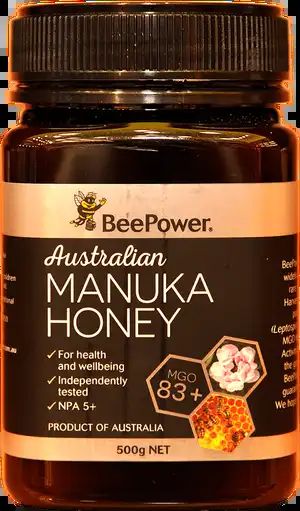 BeePower®
Australian
MANUKA
HONEY
✓ For health
and wellbeing
✓ Independently
tested
✓ NPA 5+
MGO
83+
PRODUCT OF AUSTRALIA
500g NET